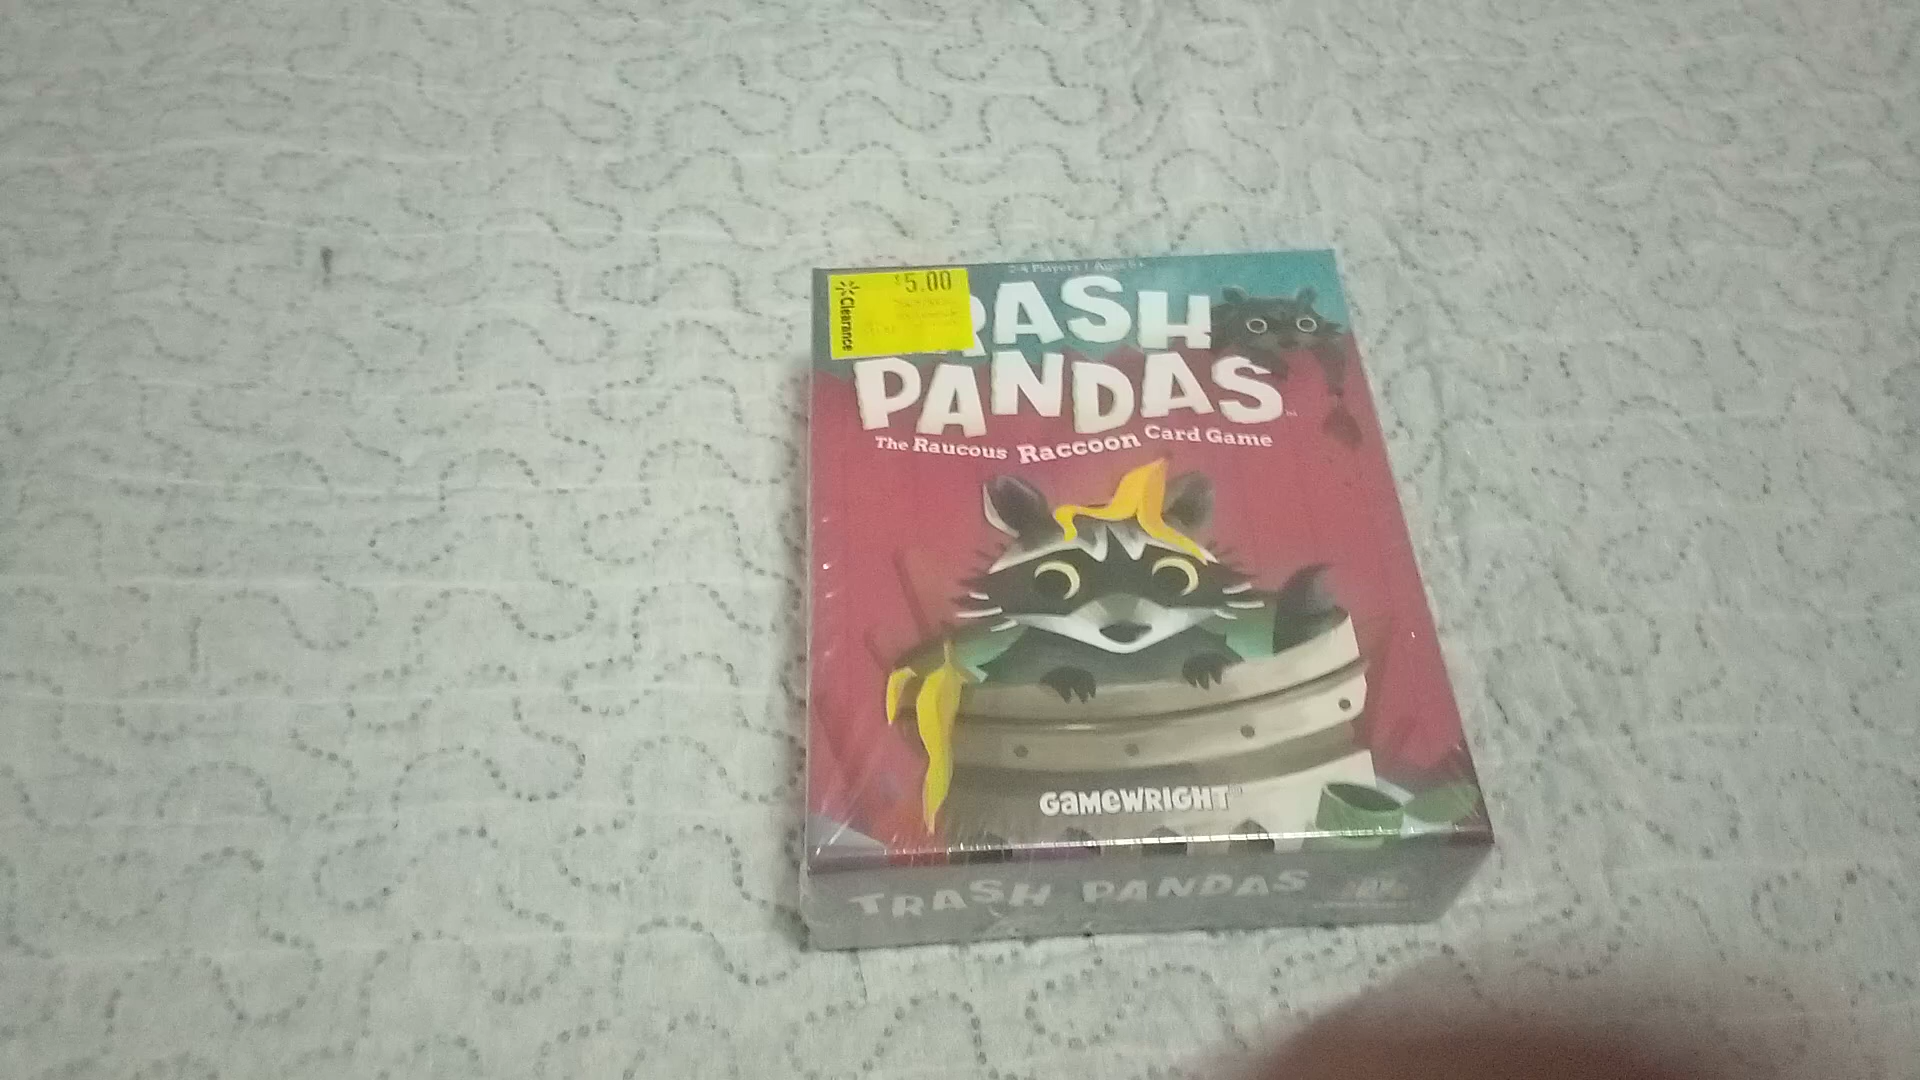 2-4 Players | Ages 8+
$5.00
Clearance
RASH
PANDAS
The Raucous Raccoon Card Game
GAMEWRIGHT
TRASH PANDAS